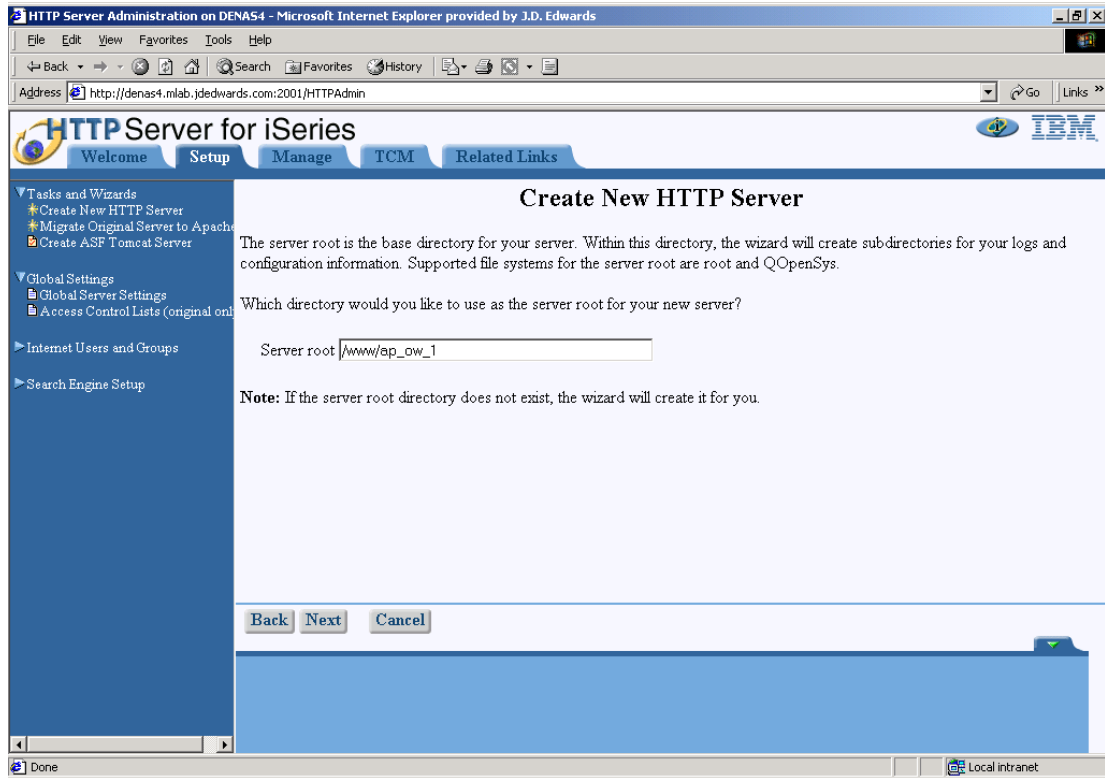 HTTP Server Administration on DENAS4 - Microsoft Internet Explorer provided by J.D. Edwards
File Edit View Favorites Tools Help
Back Search Favorites History
Address http://denas4.mlab.jdedwards.com:2001/HTTPAdmin Go Links »
HTTP Server for iSeries IBM
Welcome Setup Manage TCM Related Links
Tasks and Wizards
Create New HTTP Server
Migrate Original Server to Apache
Create ASF Tomcat Server
Global Settings
Global Server Settings
Access Control Lists (original onl
Internet Users and Groups
Search Engine Setup
Create New HTTP Server
The server root is the base directory for your server. Within this directory, the wizard will create subdirectories for your logs and
configuration information. Supported file systems for the server root are root and QOpenSys.
Which directory would you like to use as the server root for your new server?
Server root /www/ap_ow_1
Note: If the server root directory does not exist, the wizard will create it for you.
Back Next Cancel
Done Local intranet